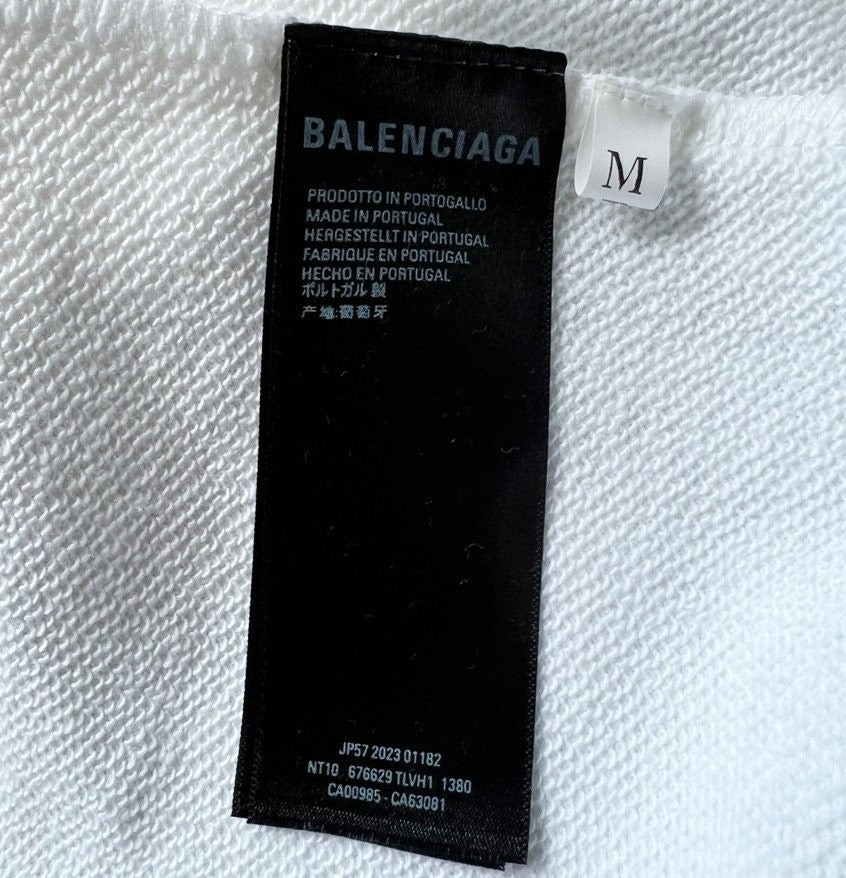 BALENCIAGA
M
PRODOTTO IN PORTOGALLO
MADE IN PORTUGAL
HERGESTELLT IN PORTUGAL
FABRIQUE EN PORTUGAL
HECHO EN PORTUGAL
ポルトガル製
产地:葡萄牙
JP57 2023 01182
NT10 676629 TLVH1 1380
CA00985 - CA63081